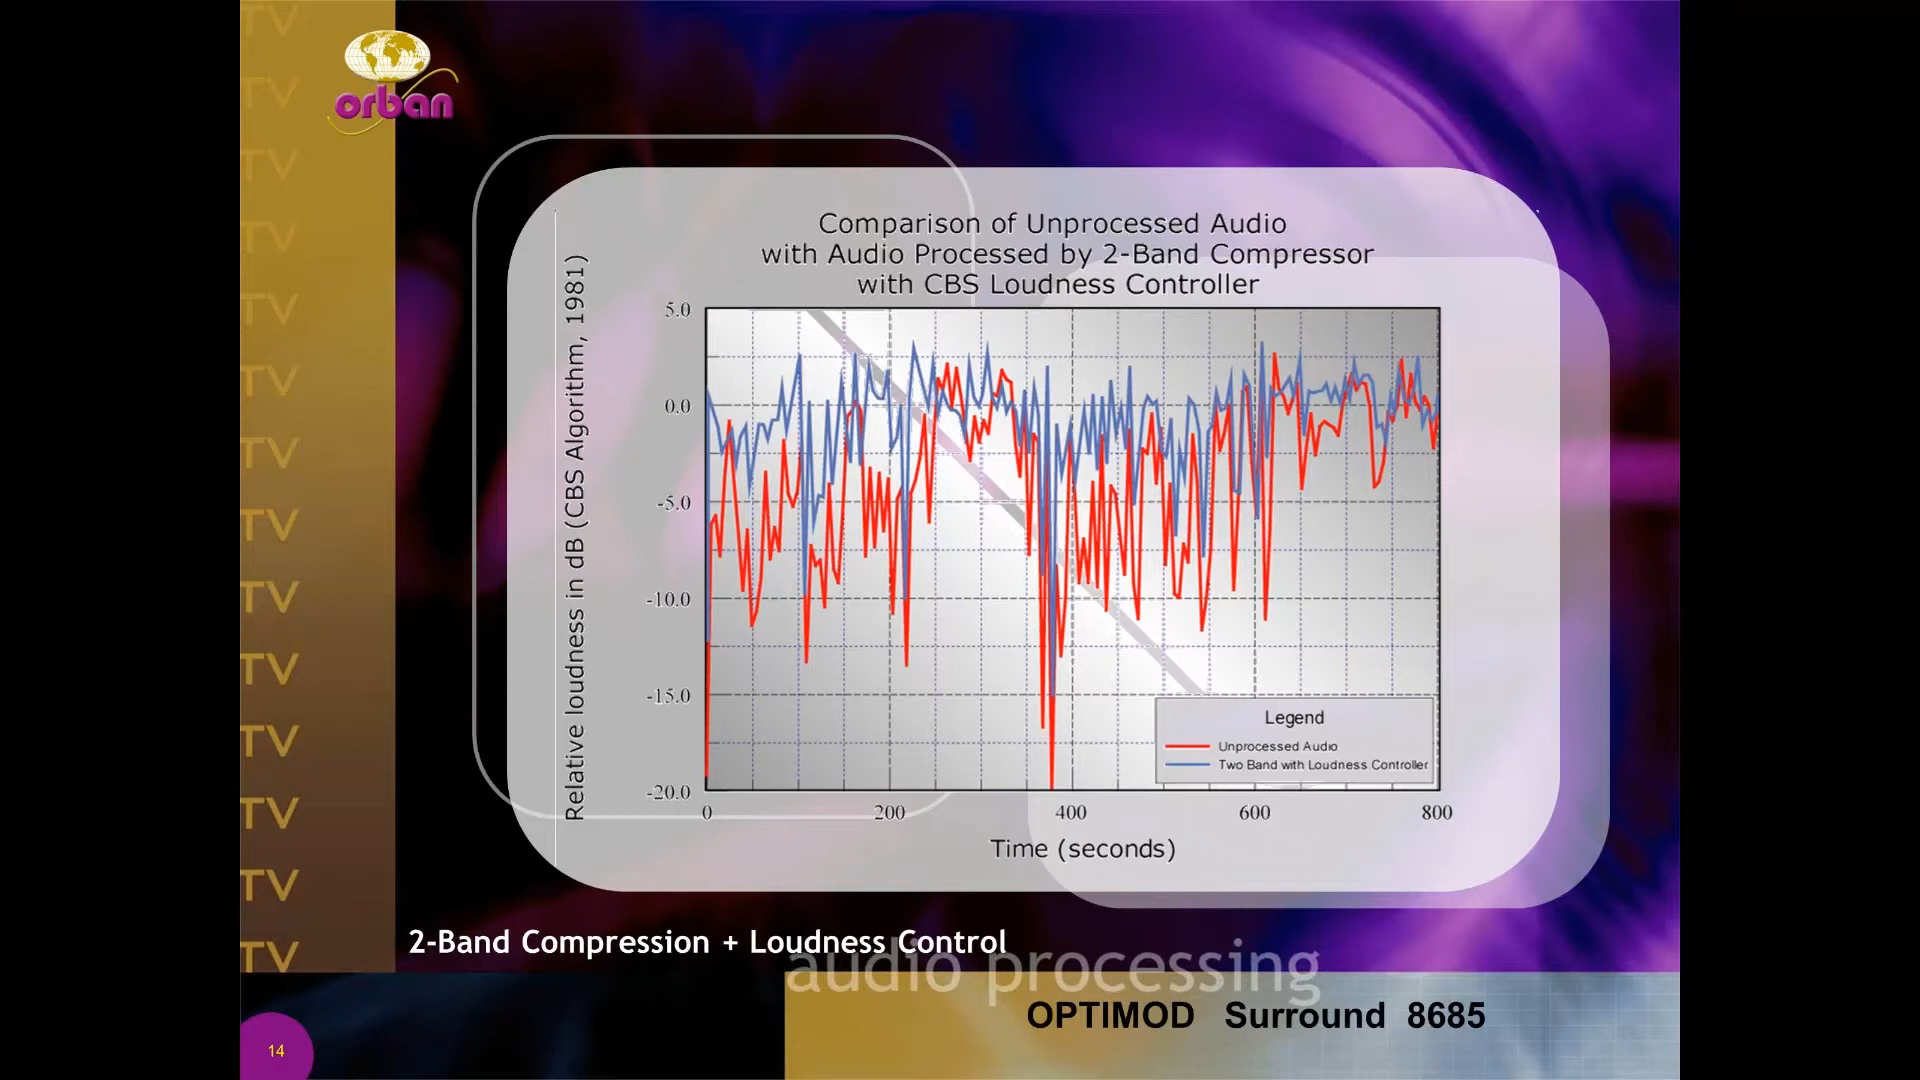 TV
TV
TV
TV
TV
TV
TV
TV
TV
TV
TV
TV
TV
TV
orban
Comparison of Unprocessed Audio
with Audio Processed by 2-Band Compressor
with CBS Loudness Controller
Relative loudness in dB (CBS Algorithm, 1981)
5.0
0.0
-5.0
-10.0
-15.0
-20.0
0 200 400 600 800
Time (seconds)
Legend
Unprocessed Audio
Two Band with Loudness Controller
2-Band Compression + Loudness Control
audio processing
OPTIMOD Surround 8685
14